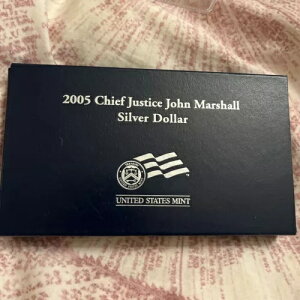 2005 Chief Justice John Marshall
Silver Dollar
UNITED STATES MINT